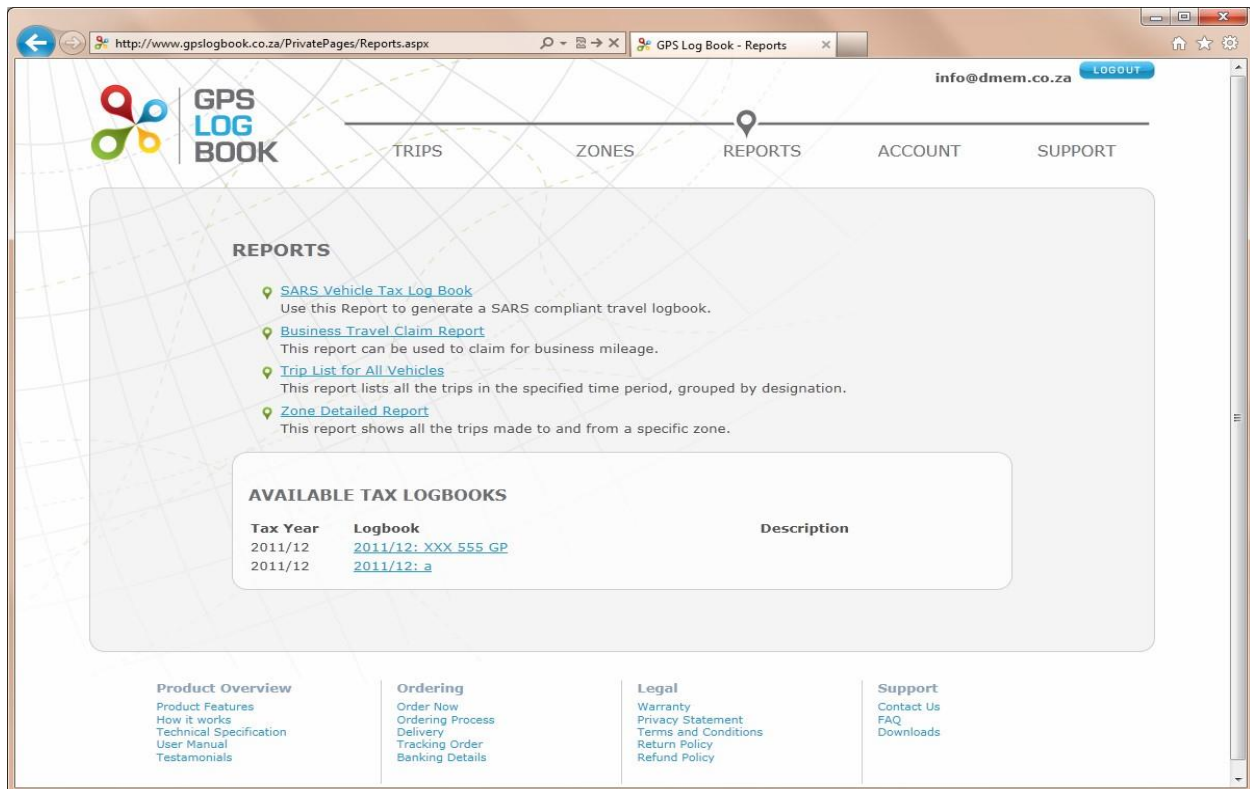 http://www.gpslogbook.co.za/PrivatePages/Reports.aspx
GPS Log Book - Reports
info@dmem.co.za
LOGOUT
GPS
LOG
BOOK
TRIPS ZONES REPORTS ACCOUNT SUPPORT
REPORTS
SARS Vehicle Tax Log Book
Use this Report to generate a SARS compliant travel logbook.
Business Travel Claim Report
This report can be used to claim for business mileage.
Trip List for All Vehicles
This report lists all the trips in the specified time period, grouped by designation.
Zone Detailed Report
This report shows all the trips made to and from a specific zone.
AVAILABLE TAX LOGBOOKS
Tax Year Logbook Description
2011/12 2011/12: XXX 555 GP
2011/12 2011/12: a
Product Overview
Product Features
How it works
Technical Specification
User Manual
Testamonials
Ordering
Order Now
Ordering Process
Delivery
Tracking Order
Banking Details
Legal
Warranty
Privacy Statement
Terms and Conditions
Return Policy
Refund Policy
Support
Contact Us
FAQ
Downloads